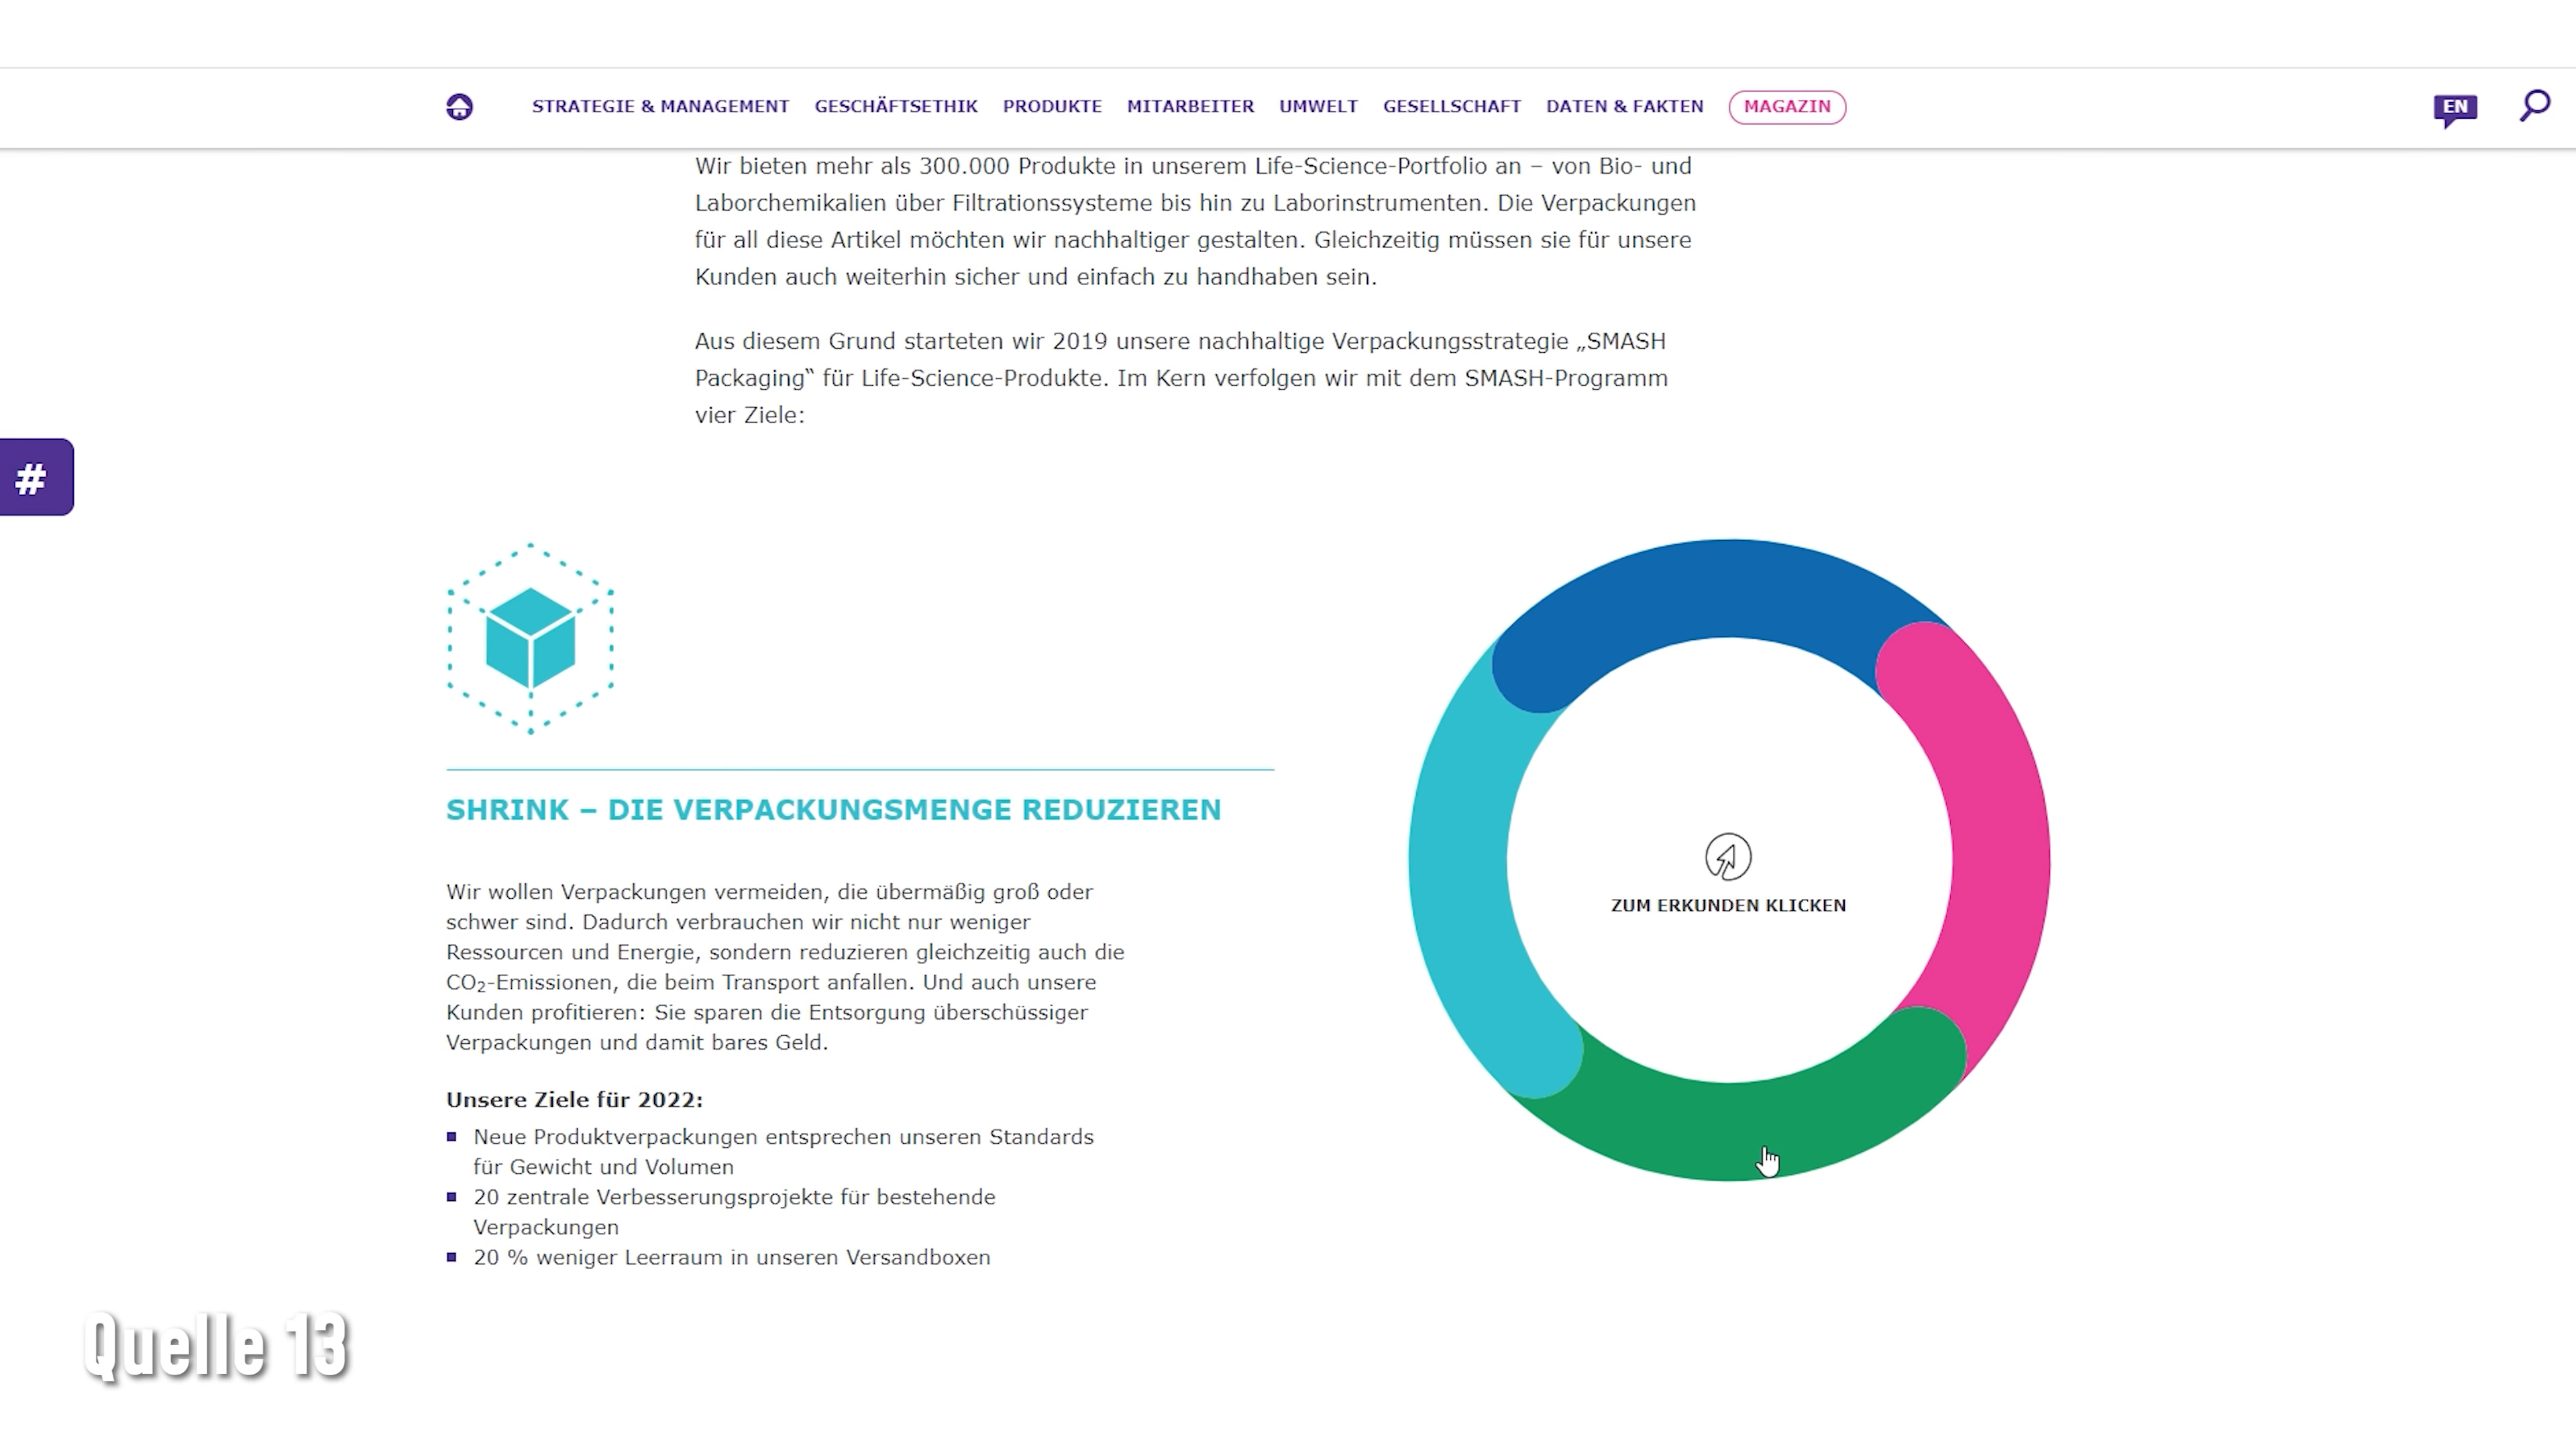 STRATEGIE & MANAGEMENT GESCHÄFTSETHIK PRODUKTE MITARBEITER UMWELT GESELLSCHAFT DATEN & FAKTEN MAGAZIN EN
Wir bieten mehr als 300.000 Produkte in unserem Life-Science-Portfolio an – von Bio- und
Laborchemikalien über Filtrationssysteme bis hin zu Laborinstrumenten. Die Verpackungen
für all diese Artikel möchten wir nachhaltiger gestalten. Gleichzeitig müssen sie für unsere
Kunden auch weiterhin sicher und einfach zu handhaben sein.
Aus diesem Grund starteten wir 2019 unsere nachhaltige Verpackungsstrategie „SMASH
Packaging“ für Life-Science-Produkte. Im Kern verfolgen wir mit dem SMASH-Programm
vier Ziele:
#
SHRINK – DIE VERPACKUNGSMENGE REDUZIEREN
Wir wollen Verpackungen vermeiden, die übermäßig groß oder
schwer sind. Dadurch verbrauchen wir nicht nur weniger
Ressourcen und Energie, sondern reduzieren gleichzeitig auch die
CO₂-Emissionen, die beim Transport anfallen. Und auch unsere
Kunden profitieren: Sie sparen die Entsorgung überschüssiger
Verpackungen und damit bares Geld.
Unsere Ziele für 2022:
Neue Produktverpackungen entsprechen unseren Standards
für Gewicht und Volumen
20 zentrale Verbesserungsprojekte für bestehende
Verpackungen
20 % weniger Leerraum in unseren Versandboxen
ZUM ERKUNDEN KLICKEN
Quelle 13